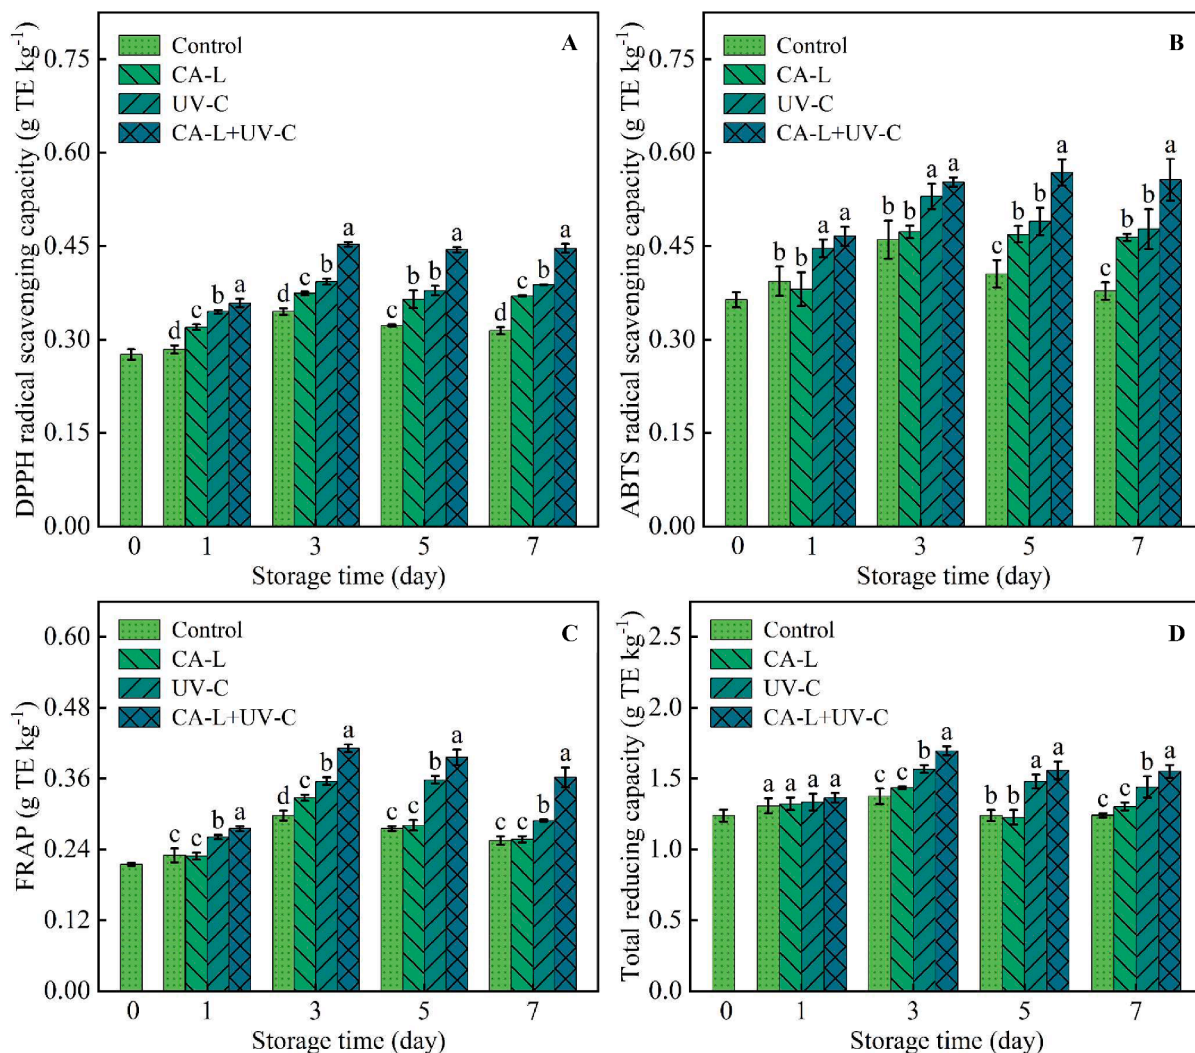 A
Control
CA-L
UV-C
CA-L+UV-C
DPPH radical scavenging capacity (g TE kg⁻¹)
0.75
0.60
0.45
0.30
0.15
0.00
d c b a
d c b a
c b b a
d c b a
0 1 3 5 7
Storage time (day)
B
Control
CA-L
UV-C
CA-L+UV-C
ABTS radical scavenging capacity (g TE kg⁻¹)
0.75
0.60
0.45
0.30
0.15
0.00
b b a a
b b a a
c b b a
c b b a
0 1 3 5 7
Storage time (day)
C
Control
CA-L
UV-C
CA-L+UV-C
FRAP (g TE kg⁻¹)
0.60
0.48
0.36
0.24
0.12
0.00
c c b a
d c b a
c c b a
c c b a
0 1 3 5 7
Storage time (day)
D
Control
CA-L
UV-C
CA-L+UV-C
Total reducing capacity (g TE kg⁻¹)
2.5
2.0
1.5
1.0
0.5
0.0
a a a a
c c b a
b b a a
c c b a
0 1 3 5 7
Storage time (day)